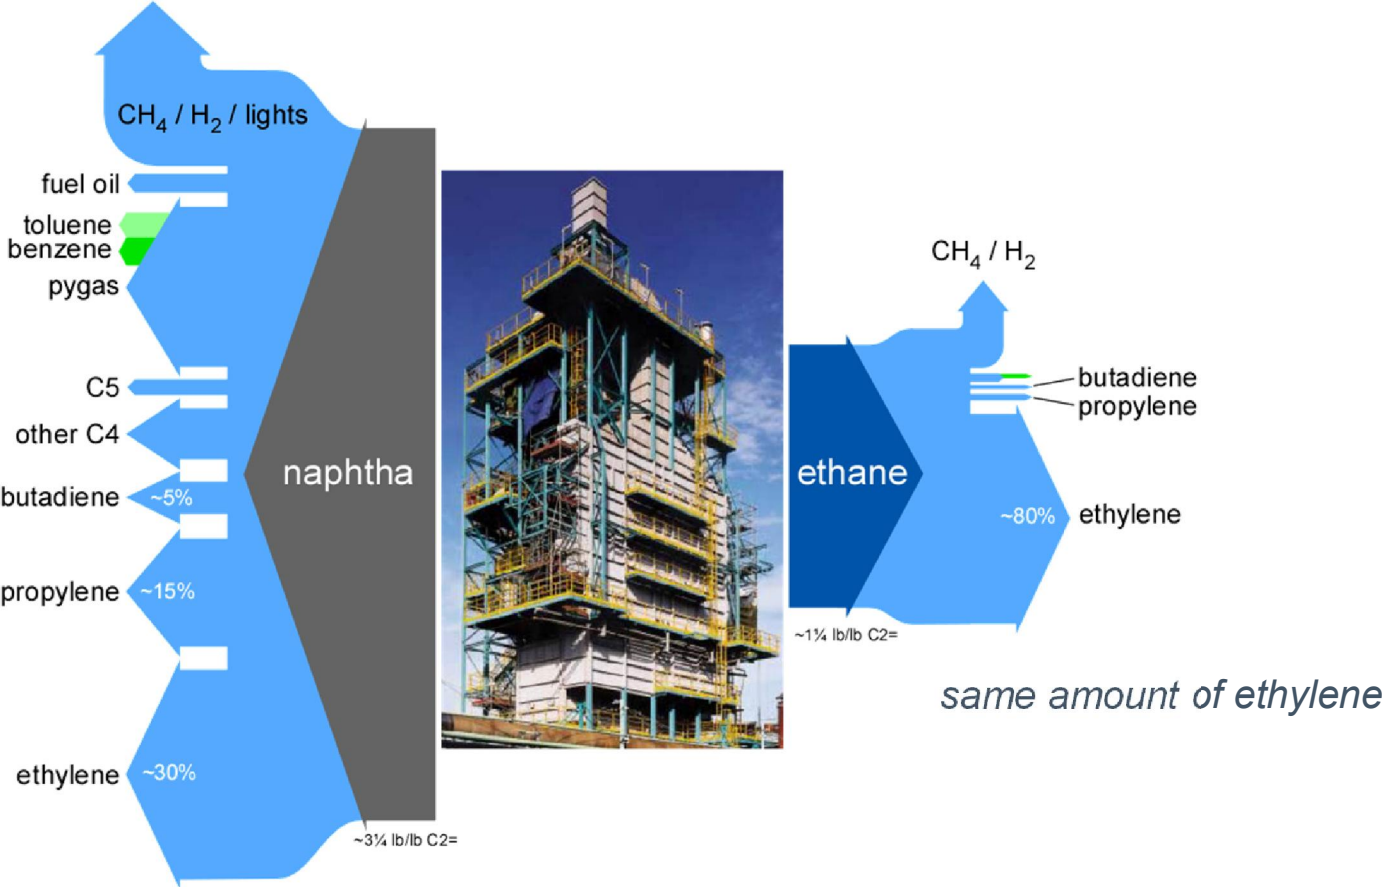 CH₄ / H₂ / lights
fuel oil
toluene
benzene
pygas
C5
other C4
butadiene
~5%
propylene
~15%
ethylene
~30%
naphtha
~3¼ lb/lb C2=
ethane
~1¼ lb/lb C2=
CH₄ / H₂
butadiene
propylene
~80%
ethylene
same amount of ethylene